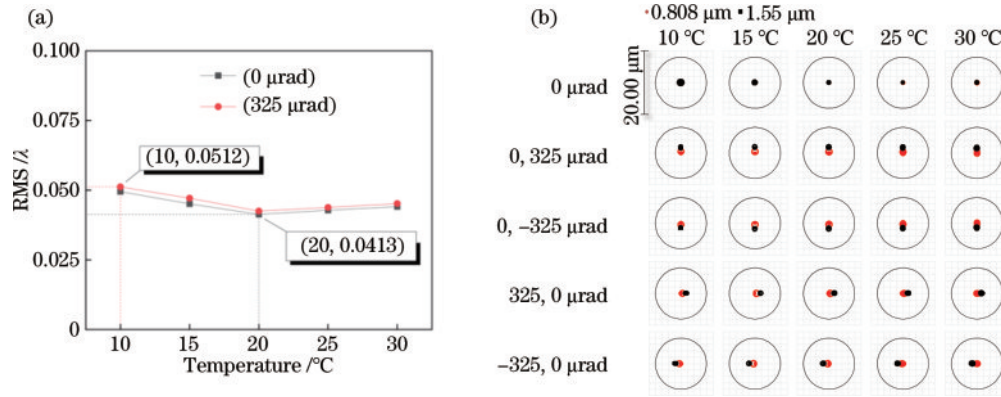 (a)
0.100
0.075
0.050
0.025
0
RMS /λ
(0 μrad)
(325 μrad)
(10, 0.0512)
(20, 0.0413)
10 15 20 25 30
Temperature /℃
(b)
0.808 μm 1.55 μm
10 ℃ 15 ℃ 20 ℃ 25 ℃ 30 ℃
20.00 μm
0 μrad
0, 325 μrad
0, −325 μrad
325, 0 μrad
−325, 0 μrad